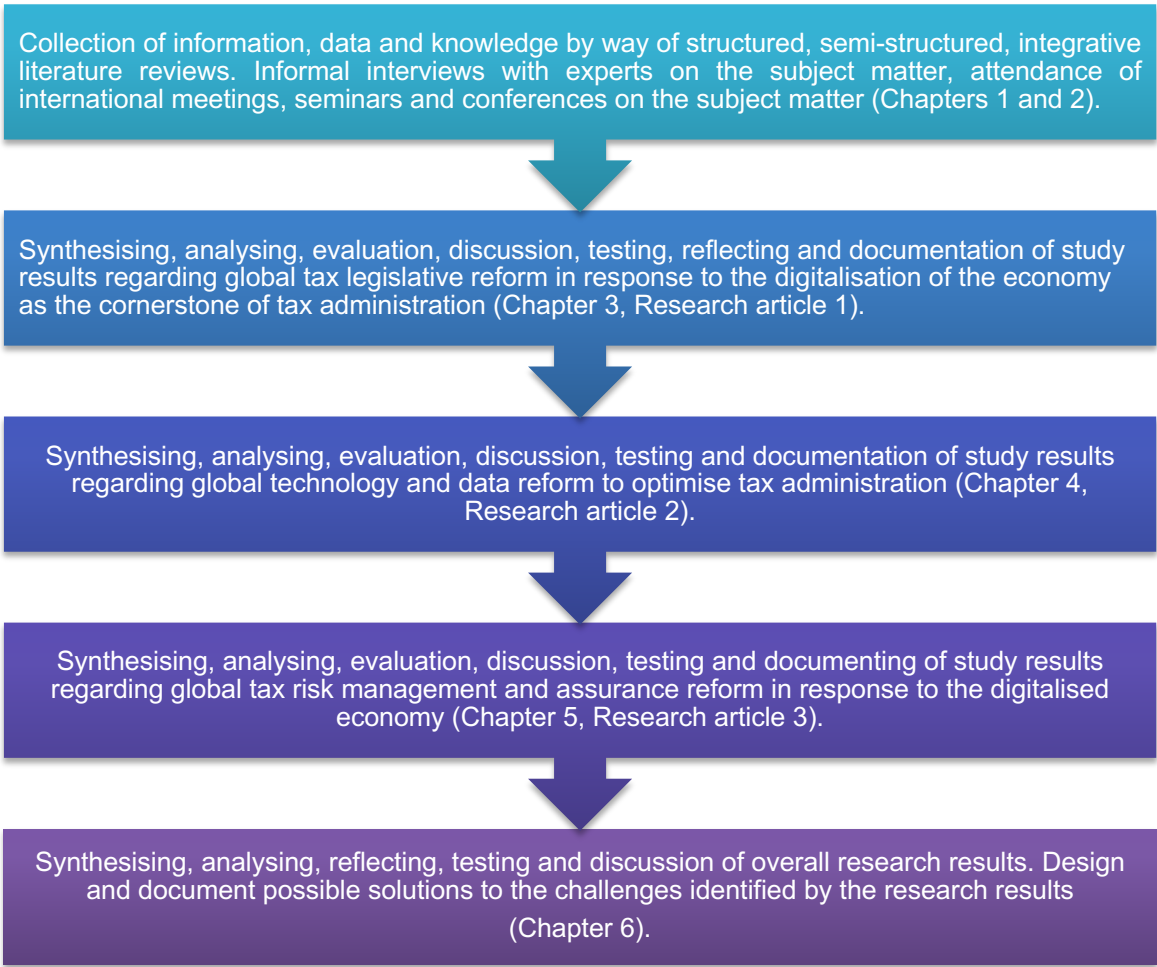 Collection of information, data and knowledge by way of structured, semi-structured, integrative
literature reviews. Informal interviews with experts on the subject matter, attendance of
international meetings, seminars and conferences on the subject matter (Chapters 1 and 2).
Synthesising, analysing, evaluation, discussion, testing, reflecting and documentation of study
results regarding global tax legislative reform in response to the digitalisation of the economy
as the cornerstone of tax administration (Chapter 3, Research article 1).
Synthesising, analysing, evaluation, discussion, testing and documentation of study results
regarding global technology and data reform to optimise tax administration (Chapter 4,
Research article 2).
Synthesising, analysing, evaluation, discussion, testing and documenting of study results
regarding global tax risk management and assurance reform in response to the digitalised
economy (Chapter 5, Research article 3).
Synthesising, analysing, reflecting, testing and discussion of overall research results. Design
and document possible solutions to the challenges identified by the research results
(Chapter 6).